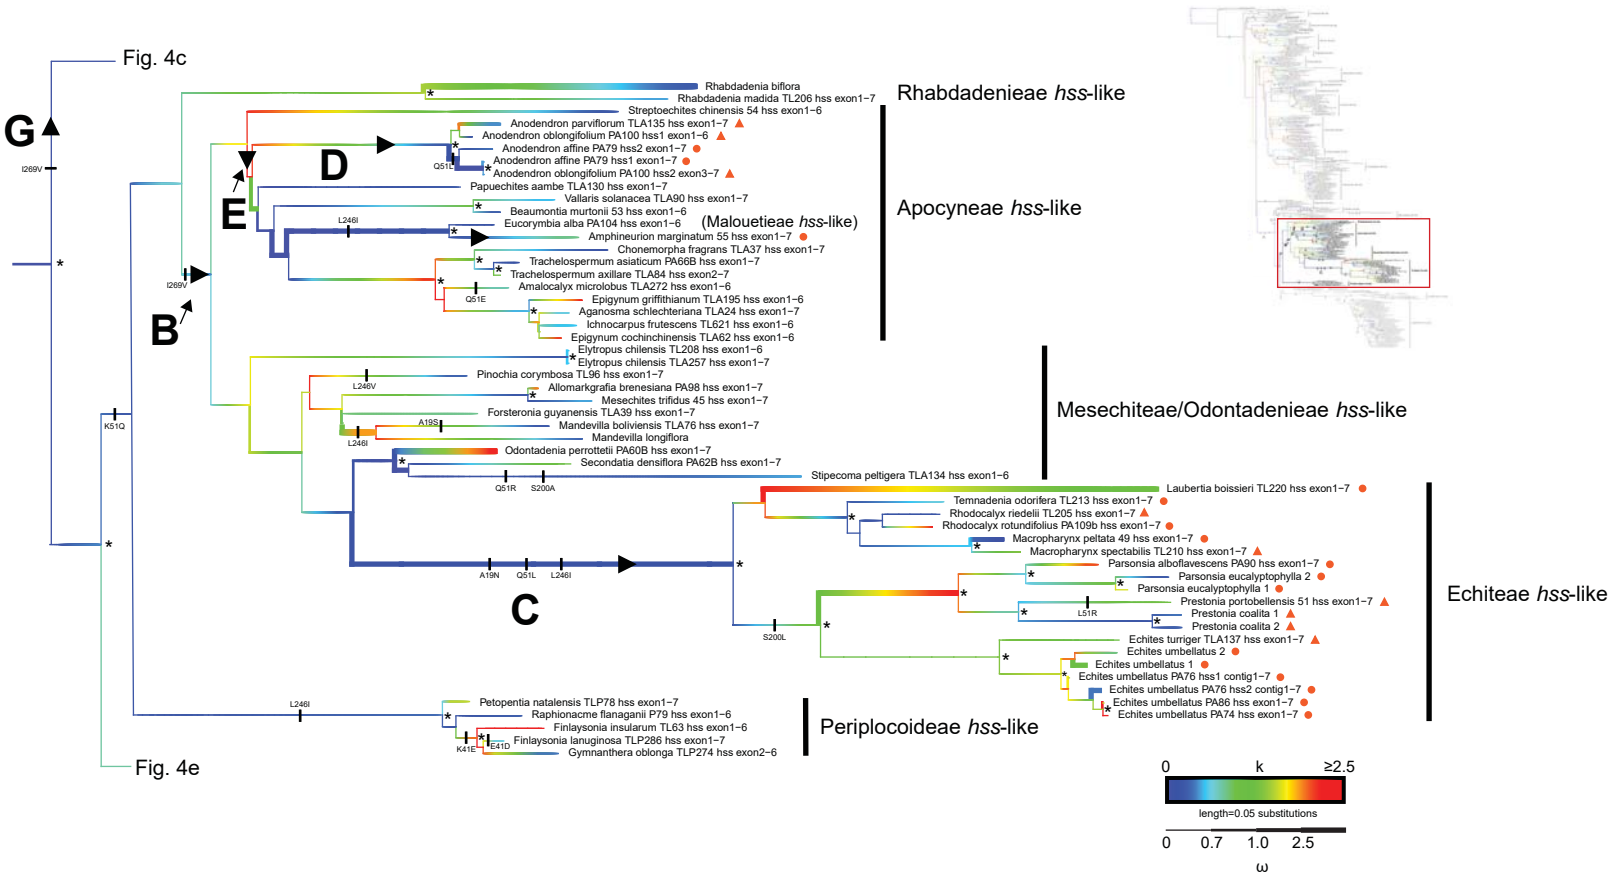 Fig. 4c
G
I269V
*
Rhabdadenia biflora
Rhabdadenia madida TL206 hss exon1−7
Rhabdadenieae hss-like
Streptoechites chinensis 54 hss exon1−6
Anodendron parviflorum TLA135 hss exon1−7
Anodendron oblongifolium PA100 hss1 exon1−6
Anodendron affine PA79 hss2 exon1−7
Anodendron affine PA79 hss1 exon1−7
Anodendron oblongifolium PA100 hss2 exon3−7
D
Q51L
E
Papuechites aambe TLA130 hss exon1−7
Vallaris solanacea TLA90 hss exon1−7
Beaumontia murtonii 53 hss exon1−6
Apocyneae hss-like
L246I
Eucorymbia alba PA104 hss exon1−6
(Malouetieae hss-like)
Amphineurion marginatum 55 hss exon1−7
Chonemorpha fragrans TLA37 hss exon1−7
Trachelospermum asiaticum PA66B hss exon1−7
Trachelospermum axillare TLA84 hss exon2−7
Amalocalyx microlobus TLA272 hss exon1−6
Q51E
I269V
B
Epigynum griffithianum TLA195 hss exon1−6
Aganosma schlechteriana TLA24 hss exon1−7
Ichnocarpus frutescens TL621 hss exon1−6
Epigynum cochinchinensis TLA62 hss exon1−7
Elytropus chilensis TL208 hss exon1−6
Elytropus chilensis TLA257 hss exon1−7
Pinochia corymbosa TL96 hss exon1−7
L246V
Allomarkgrafia brenesiana PA98 hss exon1−7
Mesechites trifidus 45 hss exon1−7
Forsteronia guyanensis TLA39 hss exon1−7
Mesechiteae/Odontadenieae hss-like
K51Q
A19S
Mandevilla boliviensis TLA76 hss exon1−7
L246I
Mandevilla longiflora
Odontadenia perrottetii PA60B hss exon1−7
Secondatia densiflora PA62B hss exon1−7
Stipecoma peltigera TLA134 hss exon1−6
Q51R
S200A
Laubertia boissieri TL220 hss exon1−7
Temnadenia odorifera TL213 hss exon1−7
Rhodocalyx riedelii TL205 hss exon1−7
Rhodocalyx rotundifolius PA109b hss exon1−7
Macropharynx peltata 49 hss exon1−7
Macropharynx spectabilis TL210 hss exon1−7
A19N
Q51L
L246I
C
Parsonsia alboflavescens PA90 hss exon1−7
Parsonsia eucalyptophylla 2
Parsonsia eucalyptophylla 1
Echiteae hss-like
Prestonia portobellensis 51 hss exon1−7
L51R
Prestonia coalita 1
Prestonia coalita 2
S200L
Echites turriger TLA137 hss exon1−7
Echites umbellatus 2
Echites umbellatus 1
Echites umbellatus PA76 hss1 contig1−7
Echites umbellatus PA76 hss2 contig1−7
Echites umbellatus PA86 hss exon1−7
Echites umbellatus PA74 hss exon1−7
L246I
Petopentia natalensis TLP78 hss exon1−7
Raphionacme flanaganii P79 hss exon1−6
Finlaysonia insularum TL63 hss exon1−6
Finlaysonia lanuginosa TLP286 hss exon1−7
Gymnanthera oblonga TLP274 hss exon2−6
K41E
E41D
Periplocoideae hss-like
Fig. 4e
0 k ≥2.5
length=0.05 substitutions
0 0.7 1.0 2.5
ω